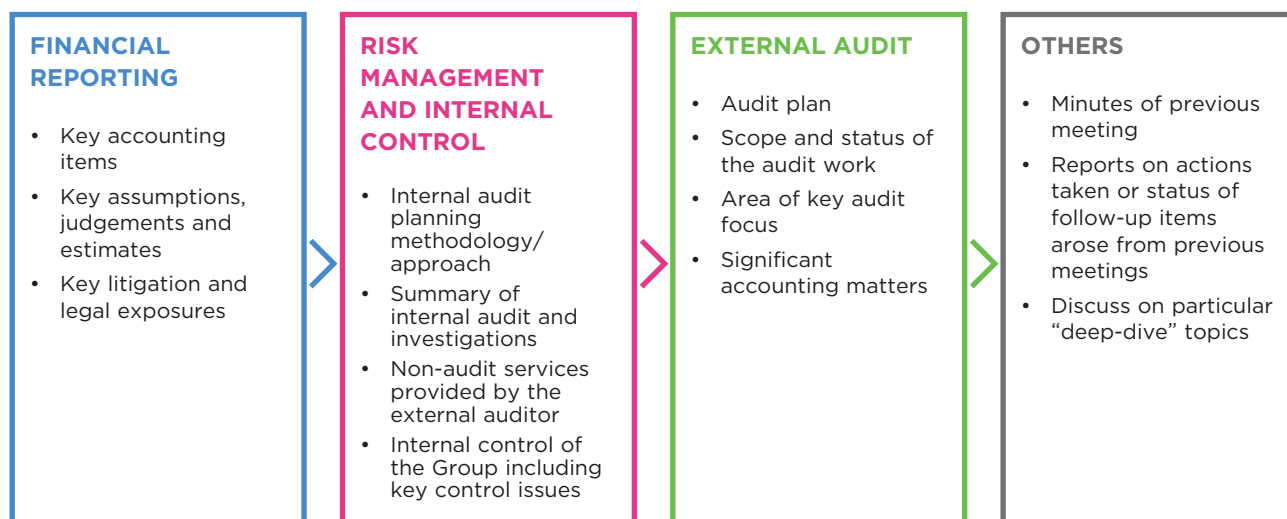 FINANCIAL
REPORTING
• Key accounting
items
• Key assumptions,
judgements and
estimates
• Key litigation and
legal exposures
RISK
MANAGEMENT
AND INTERNAL
CONTROL
• Internal audit
planning
methodology/
approach
• Summary of
internal audit and
investigations
• Non-audit services
provided by the
external auditor
• Internal control of
the Group including
key control issues
EXTERNAL AUDIT
• Audit plan
• Scope and status of
the audit work
• Area of key audit
focus
• Significant
accounting matters
OTHERS
• Minutes of previous
meeting
• Reports on actions
taken or status of
follow-up items
arose from previous
meetings
• Discuss on particular
“deep-dive” topics